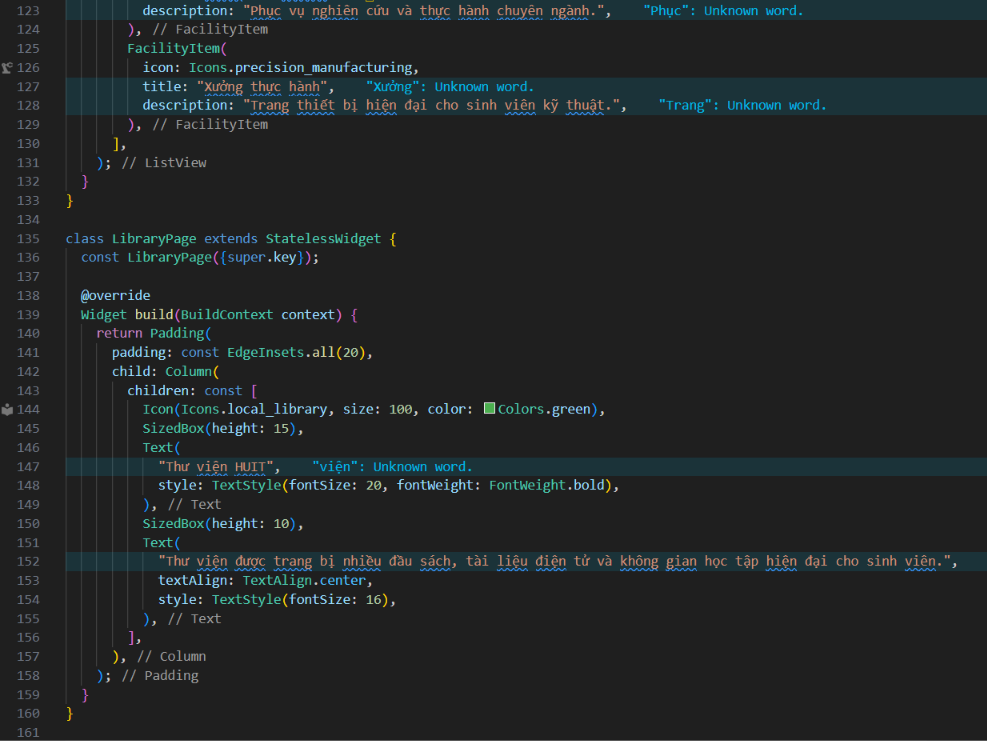 123 description: "Phục vụ nghiên cứu và thực hành chuyên ngành.", "Phục": Unknown word.
124 ), // FacilityItem
125 FacilityItem(
126 icon: Icons.precision_manufacturing,
127 title: "Xưởng thực hành", "Xưởng": Unknown word.
128 description: "Trang thiết bị hiện đại cho sinh viên kỹ thuật.", "Trang": Unknown word.
129 ), // FacilityItem
130 ],
131 ); // ListView
132 }
133 }
134
135 class LibraryPage extends StatelessWidget {
136 const LibraryPage({super.key});
137
138 @override
139 Widget build(BuildContext context) {
140 return Padding(
141 padding: const EdgeInsets.all(20),
142 child: Column(
143 children: const [
144 Icon(Icons.local_library, size: 100, color: Colors.green),
145 SizedBox(height: 15),
146 Text(
147 "Thư viện HUIT", "viện": Unknown word.
148 style: TextStyle(fontSize: 20, fontWeight: FontWeight.bold),
149 ), // Text
150 SizedBox(height: 10),
151 Text(
152 "Thư viện được trang bị nhiều đầu sách, tài liệu điện tử và không gian học tập hiện đại cho sinh viên.",
153 textAlign: TextAlign.center,
154 style: TextStyle(fontSize: 16),
155 ), // Text
156 ],
157 ), // Column
158 ); // Padding
159 }
160 }
161